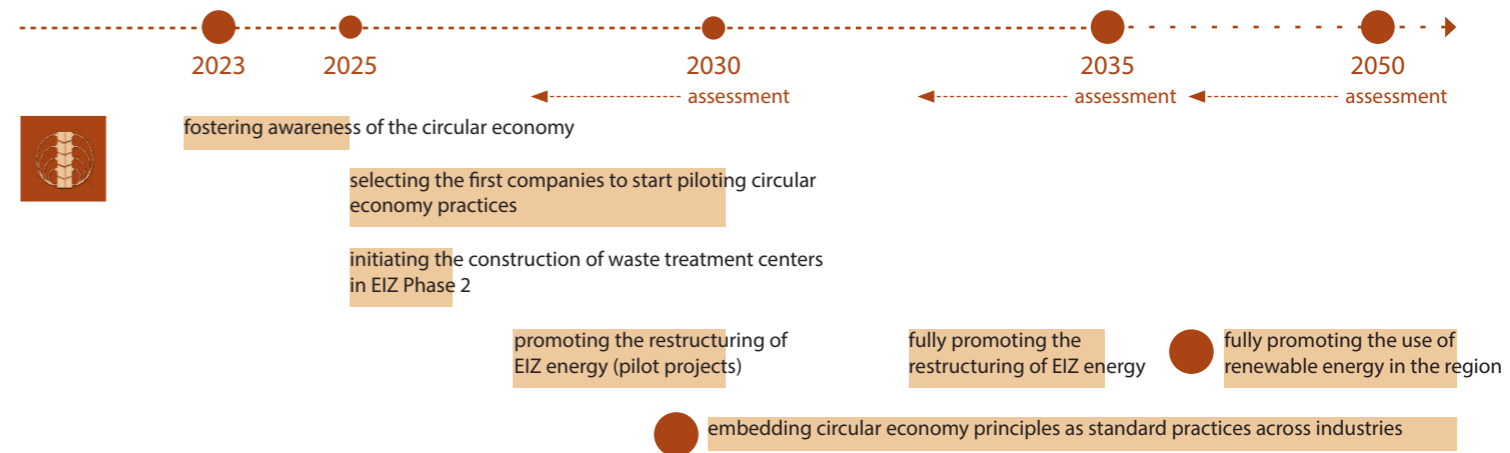 2023
2025
2030
2035
2050
assessment
assessment
assessment
fostering awareness of the circular economy
selecting the first companies to start piloting circular
economy practices
initiating the construction of waste treatment centers
in EIZ Phase 2
promoting the restructuring of
EIZ energy (pilot projects)
fully promoting the
restructuring of EIZ energy
fully promoting the use of
renewable energy in the region
embedding circular economy principles as standard practices across industries